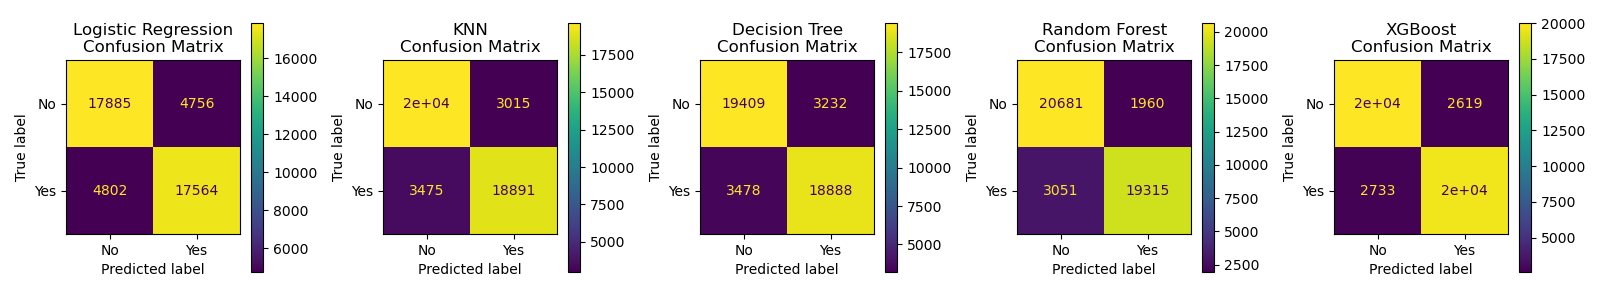 Logistic Regression
Confusion Matrix
True label
No
Yes
17885
4756
4802
17564
No
Yes
Predicted label
16000
14000
12000
10000
8000
6000
KNN
Confusion Matrix
True label
No
Yes
2e+04
3015
3475
18891
No
Yes
Predicted label
17500
15000
12500
10000
7500
5000
Decision Tree
Confusion Matrix
True label
No
Yes
19409
3232
3478
18888
No
Yes
Predicted label
17500
15000
12500
10000
7500
5000
Random Forest
Confusion Matrix
True label
No
Yes
20681
1960
3051
19315
No
Yes
Predicted label
20000
17500
15000
12500
10000
7500
5000
2500
XGBoost
Confusion Matrix
True label
No
Yes
2e+04
2619
2733
2e+04
No
Yes
Predicted label
20000
17500
15000
12500
10000
7500
5000